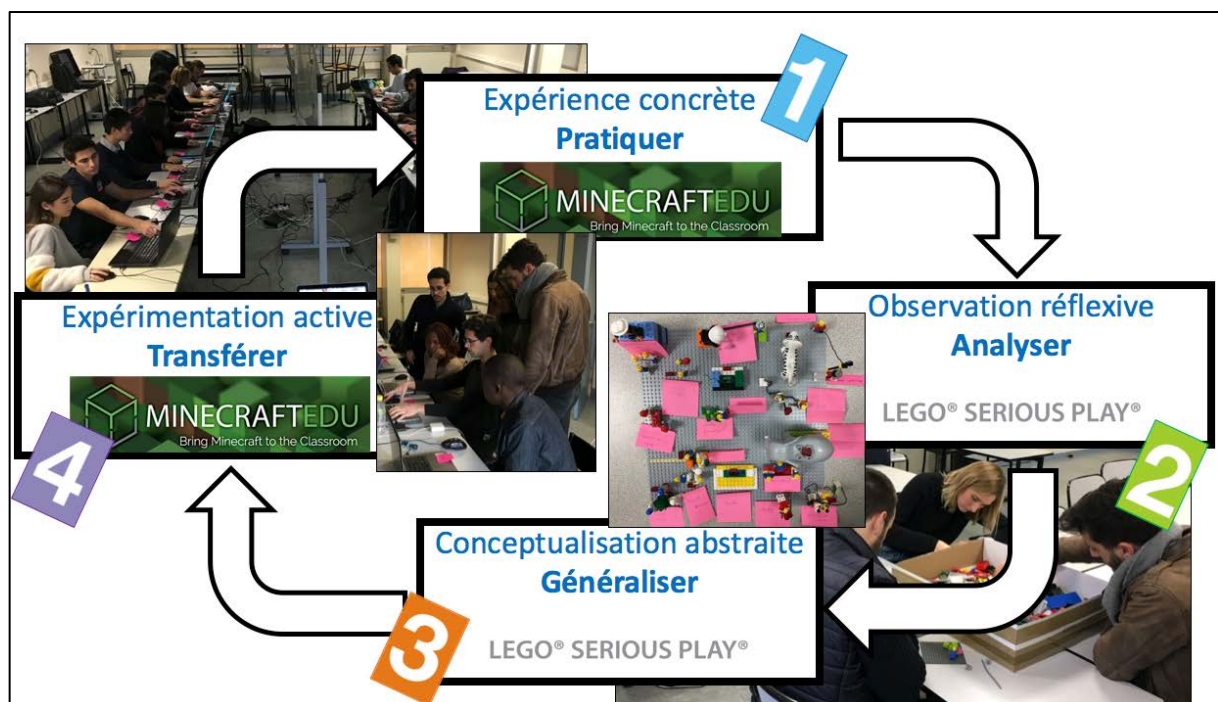 1
Expérience concrète
Pratiquer
MINECRAFTEDU
Bring Minecraft to the Classroom
2
Observation réflexive
Analyser
LEGO® SERIOUS PLAY®
3
Conceptualisation abstraite
Généraliser
LEGO® SERIOUS PLAY®
4
Expérimentation active
Transférer
MINECRAFTEDU
Bring Minecraft to the Classroom